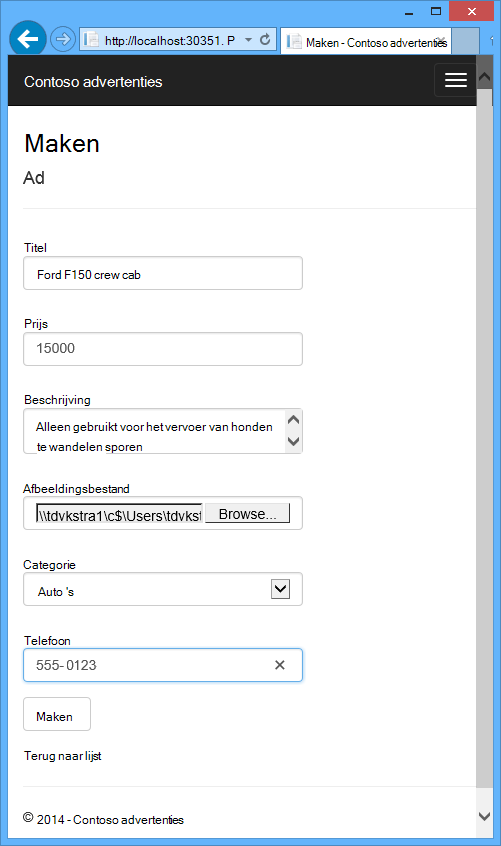 http://localhost:30351. P
Maken - Contoso advertenties
Contoso advertenties
Maken
Ad
Titel
Ford F150 crew cab
Prijs
15000
Beschrijving
Alleen gebruikt voor het vervoer van honden
te wandelen sporen
Afbeeldingsbestand
\\tdvkstra1\c$\Users\tdvkst
Browse...
Categorie
Auto 's
Telefoon
555- 0123
Maken
Terug naar lijst
© 2014 - Contoso advertenties